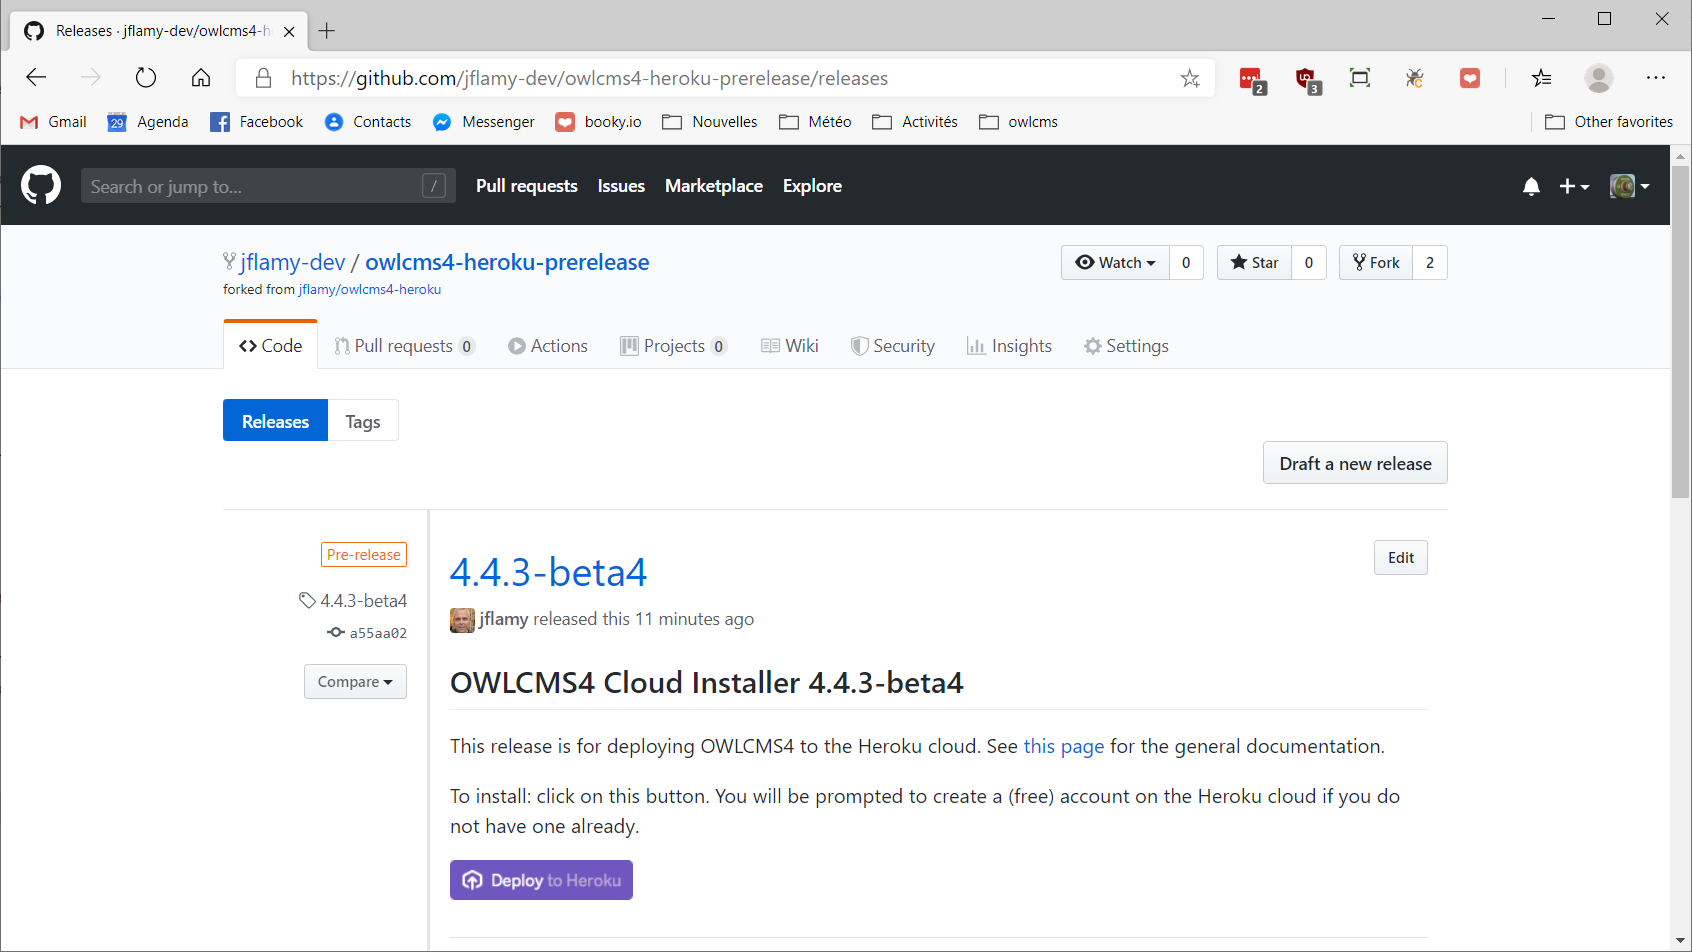 Releases · jflamy-dev/owlcms4-h
https://github.com/jflamy-dev/owlcms4-heroku-prerelease/releases
2
3
Gmail
29
Agenda
Facebook
Contacts
Messenger
booky.io
Nouvelles
Météo
Activités
owlcms
Other favorites
Search or jump to...
/
Pull requests
Issues
Marketplace
Explore
jflamy-dev / owlcms4-heroku-prerelease
Watch
0
Star
0
Fork
2
forked from jflamy/owlcms4-heroku
Code
Pull requests 0
Actions
Projects 0
Wiki
Security
Insights
Settings
Releases
Tags
Draft a new release
Pre-release
4.4.3-beta4
a55aa02
Compare
4.4.3-beta4
Edit
jflamy released this 11 minutes ago
OWLCMS4 Cloud Installer 4.4.3-beta4
This release is for deploying OWLCMS4 to the Heroku cloud. See this page for the general documentation.
To install: click on this button. You will be prompted to create a (free) account on the Heroku cloud if you do
not have one already.
Deploy to Heroku